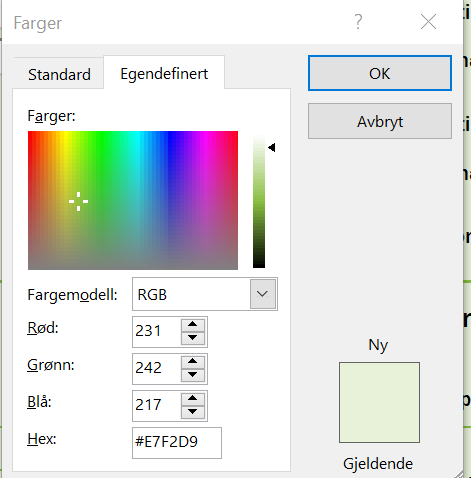 Farger
Standard
Egendefinert
OK
Avbryt
Farger:
Fargemodell:
RGB
Rød:
231
Grønn:
242
Blå:
217
Hex:
#E7F2D9
Ny
Gjeldende